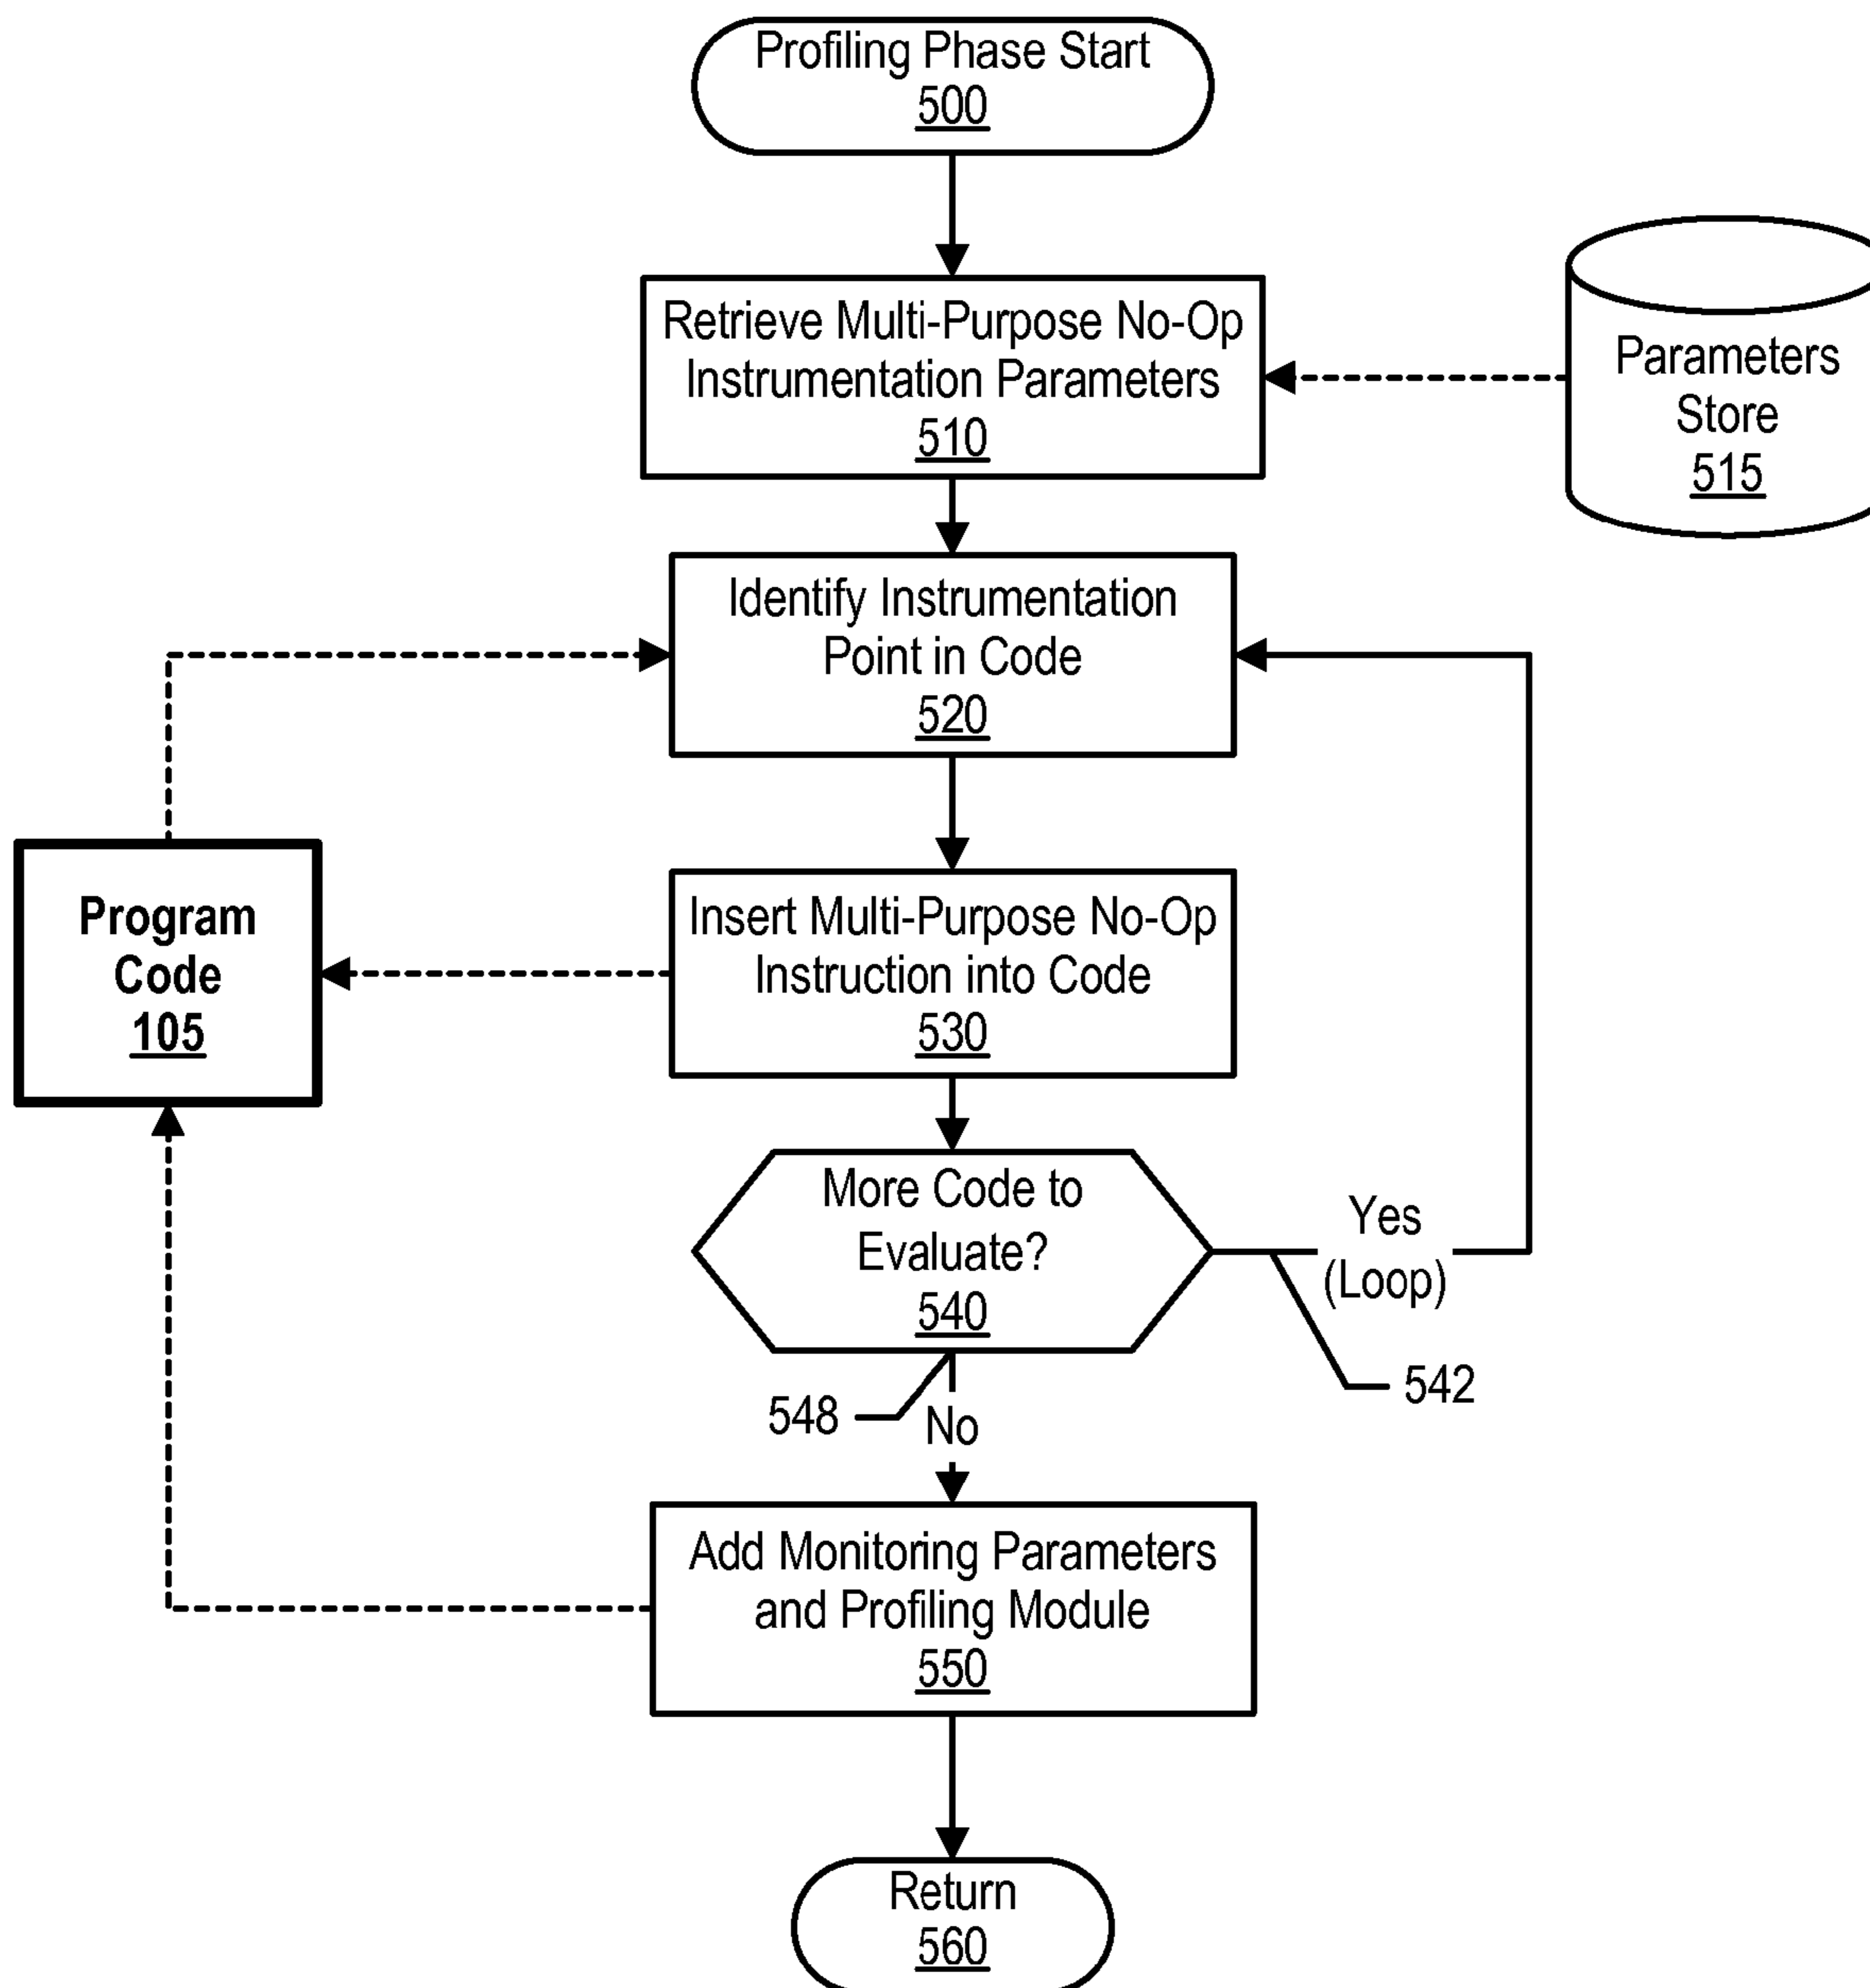 Profiling Phase Start
500
Retrieve Multi-Purpose No-Op
Instrumentation Parameters
510
Parameters
Store
515
Identify Instrumentation
Point in Code
520
Program
Code
105
Insert Multi-Purpose No-Op
Instruction into Code
530
More Code to
Evaluate?
540
Yes
(Loop)
542
548
No
Add Monitoring Parameters
and Profiling Module
550
Return
560